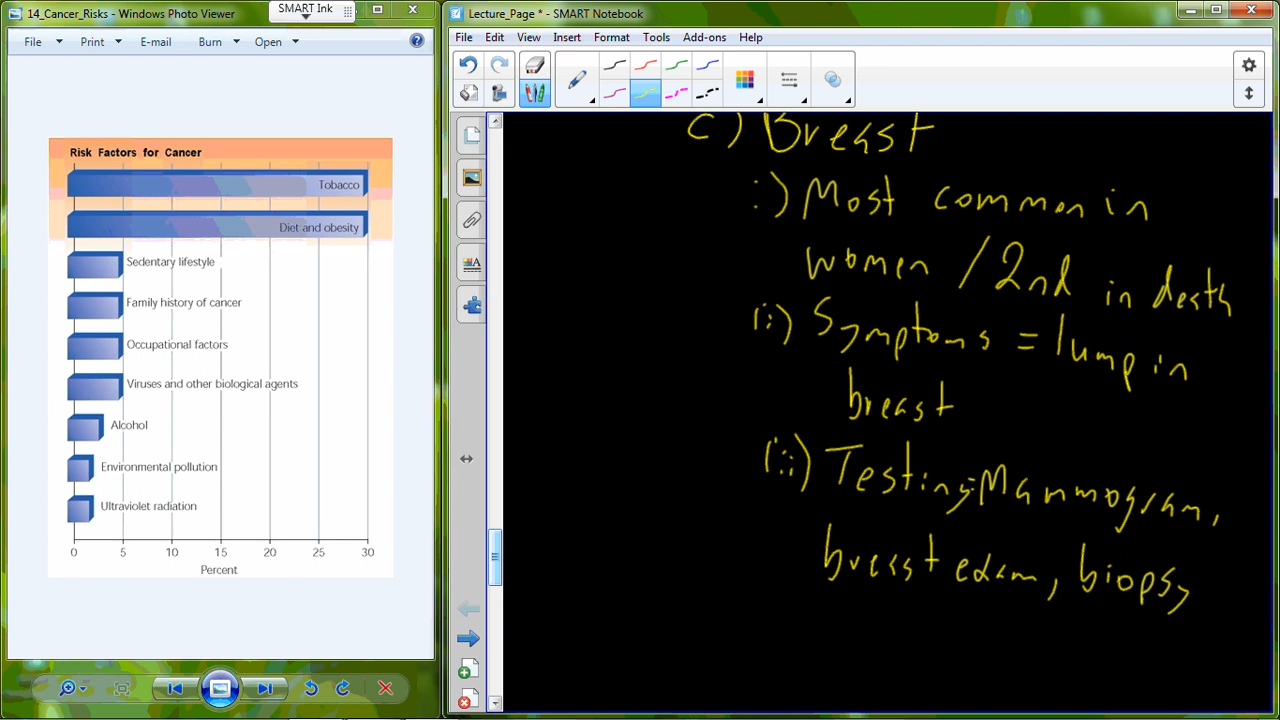 14_Cancer_Risks - Windows Photo Viewer
SMART Ink
File Print E-mail Burn Open
Risk Factors for Cancer
Tobacco
Diet and obesity
Sedentary lifestyle
Family history of cancer
Occupational factors
Viruses and other biological agents
Alcohol
Environmental pollution
Ultraviolet radiation
0 5 10 15 20 25 30
Percent
Lecture_Page * - SMART Notebook
File Edit View Insert Format Tools Add-ons Help
c) Breast
i) Most common in
women / 2nd in death
ii) Symptoms = lump in
breast
iii) Testing: Mammogram,
breast exam, biopsy